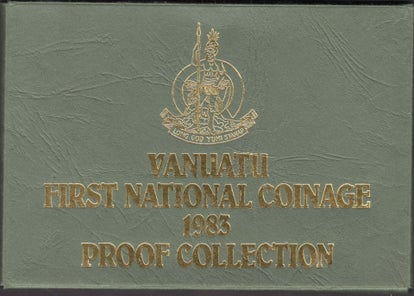 LONG GOD YUMI STANAP
VANUATU
FIRST NATIONAL COINAGE
1983
PROOF COLLECTION